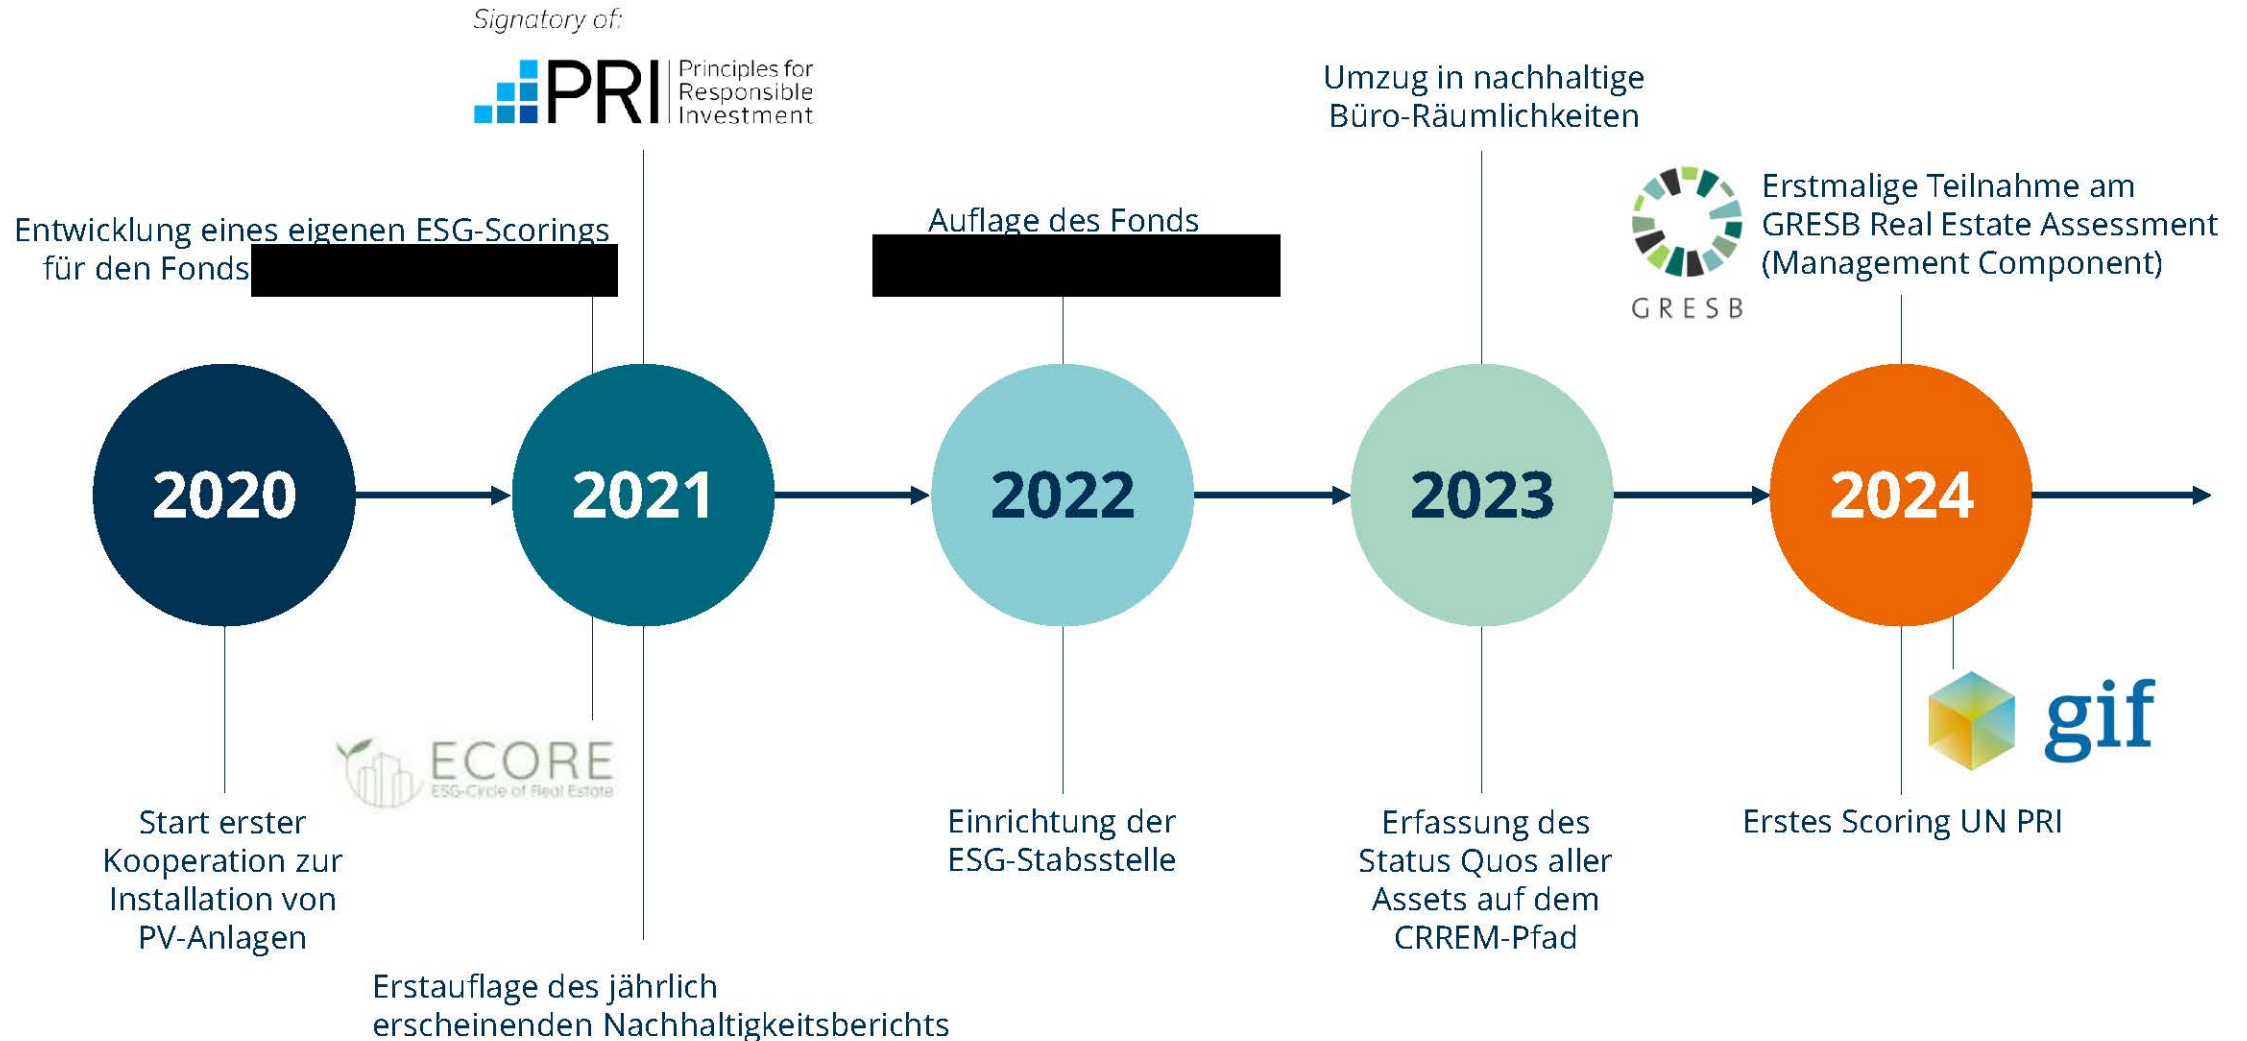 Signatory of:
PRI
Principles for
Responsible
Investment
Entwicklung eines eigenen ESG-Scorings
für den Fonds
Auflage des Fonds
Umzug in nachhaltige
Büro-Räumlichkeiten
GRESB
Erstmalige Teilnahme am
GRESB Real Estate Assessment
(Management Component)
2020
2021
2022
2023
2024
Start erster
Kooperation zur
Installation von
PV-Anlagen
ECORE
ESG-Circle of Real Estate
Erstauflage des jährlich
erscheinenden Nachhaltigkeitsberichts
Einrichtung der
ESG-Stabsstelle
Erfassung des
Status Quos aller
Assets auf dem
CRREM-Pfad
gif
Erstes Scoring UN PRI